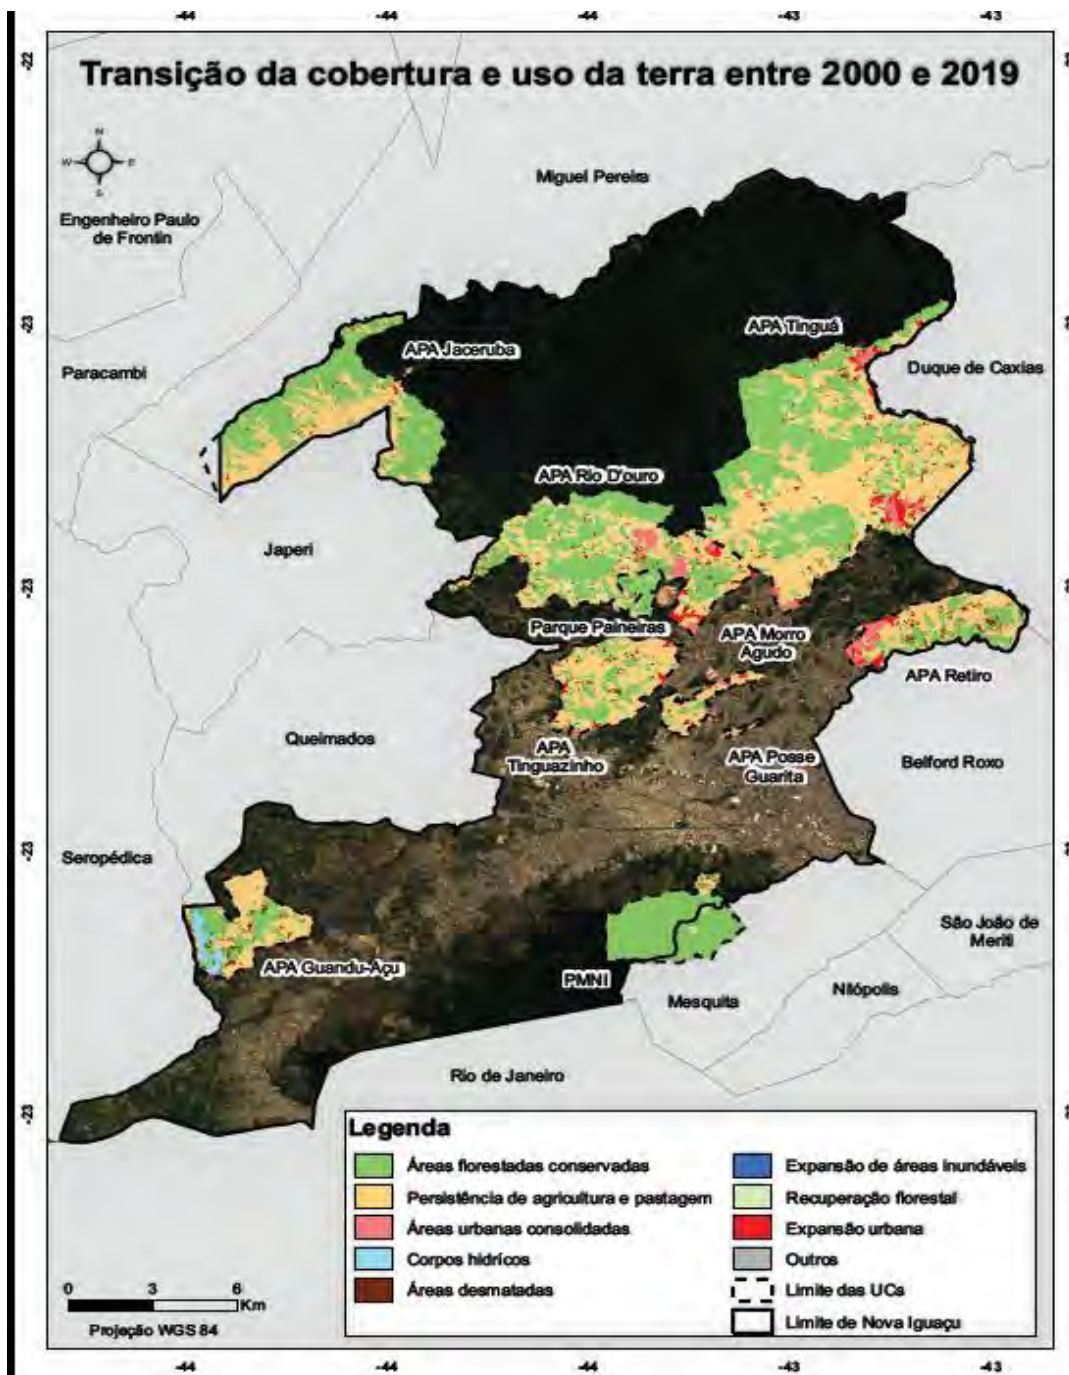 -44 -44 -44 -43 -43
-22
Transição da cobertura e uso da terra entre 2000 e 2019
N
W E
S
Miguel Pereira
Engenheiro Paulo
de Frontin
-23
APA Tinguá
APA Jaceruba
Paracambi
Duque de Caxias
APA Rio D'ouro
Japeri
-23
Parque Paineiras
APA Morro
Agudo
APA Retiro
Queimados
APA
Tinguazinho
APA Posse
Guarita
Belford Roxo
-23
Seropédica
São João de
Meriti
APA Guandu-Açu
PMNI
Nilópolis
Mesquita
Rio de Janeiro
-23
Legenda
Áreas florestadas conservadas
Persistência de agricultura e pastagem
Áreas urbanas consolidadas
Corpos hídricos
Áreas desmatadas
Expansão de áreas inundáveis
Recuperação florestal
Expansão urbana
Outros
Limite das UCs
Limite de Nova Iguaçu
0 3 6
Km
Projeção WGS 84
-44 -44 -44 -43 -43